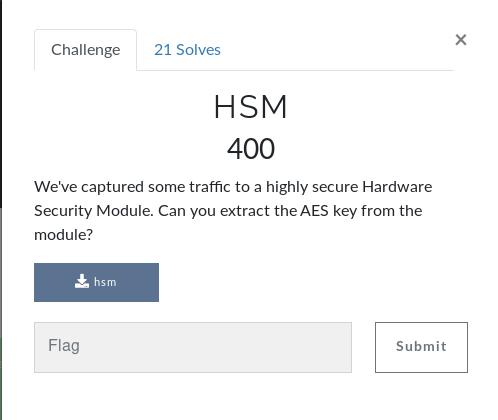 Challenge
21 Solves
×
HSM
400
We've captured some traffic to a highly secure Hardware
Security Module. Can you extract the AES key from the
module?
hsm
Flag
Submit